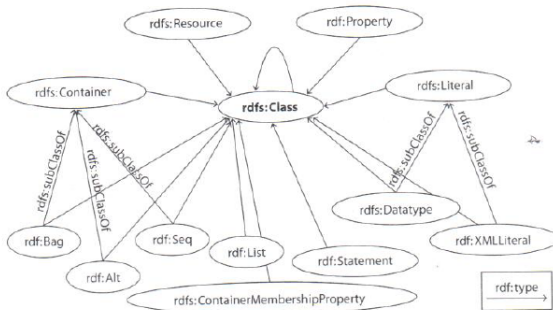 rdfs:Resource
rdf:Property
rdfs:Container
rdfs:Class
rdfs:Literal
rdfs:subClassOf
rdfs:subClassOf
rdfs:subClassOf
rdfs:subClassOf
rdfs:subClassOf
rdfs:Datatype
rdf:Bag
rdf:Alt
rdf:Seq
rdf:List
rdf:Statement
rdf:XMLLiteral
rdfs:ContainerMembershipProperty
rdf:type